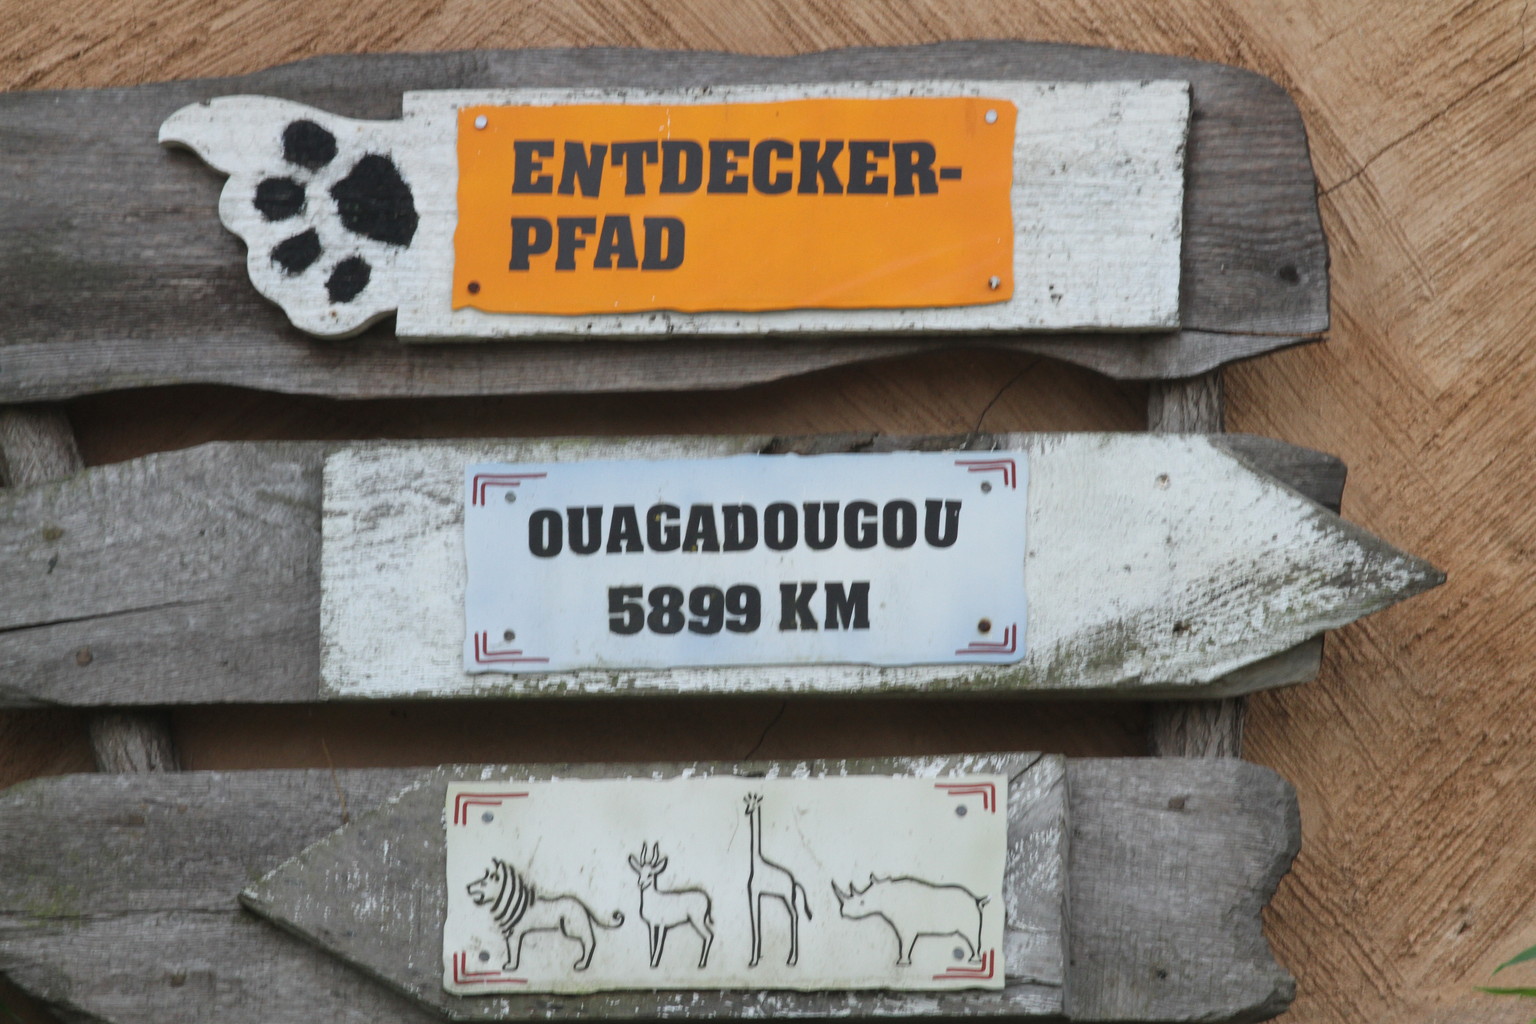 ENTDECKER-
PFAD
OUAGADOUGOU
5899 KM